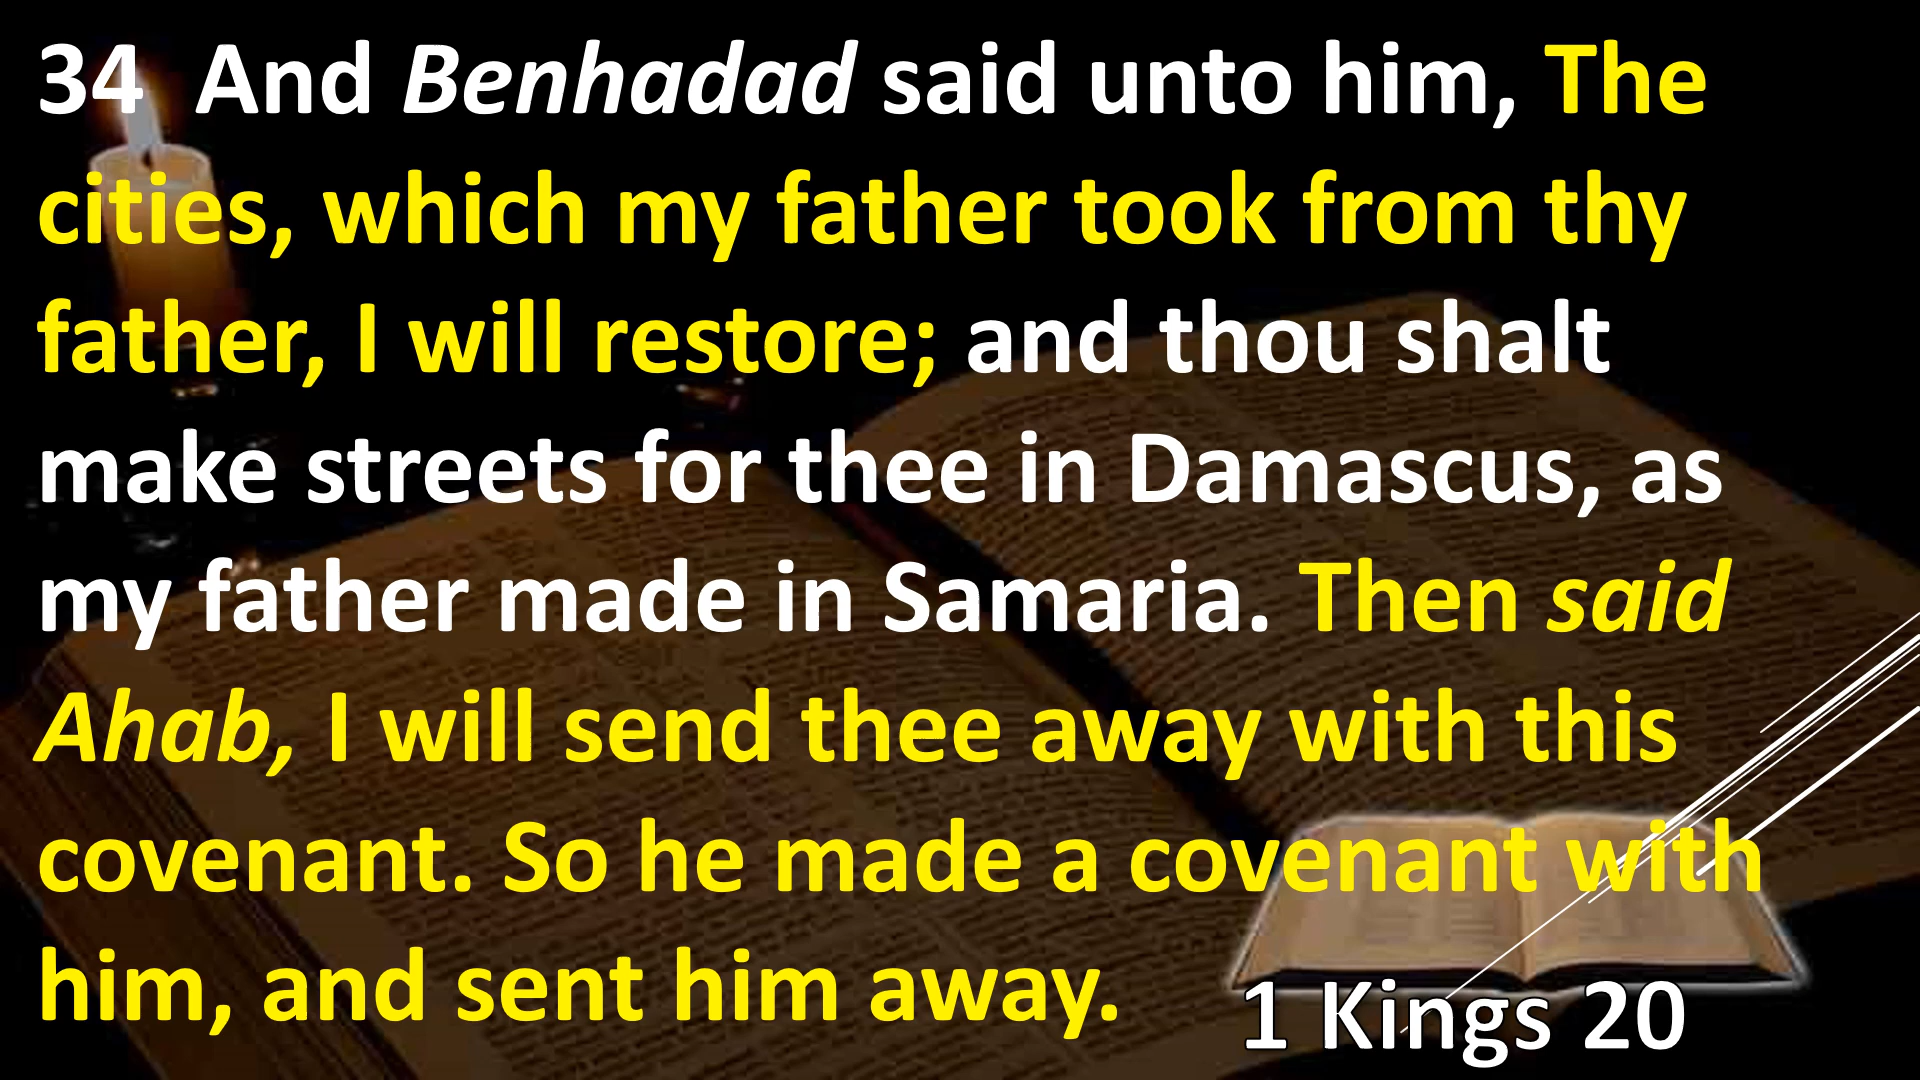 34 And Benhadad said unto him, The
cities, which my father took from thy
father, I will restore; and thou shalt
make streets for thee in Damascus, as
my father made in Samaria. Then said
Ahab, I will send thee away with this
covenant. So he made a covenant with
him, and sent him away.
1 Kings 20